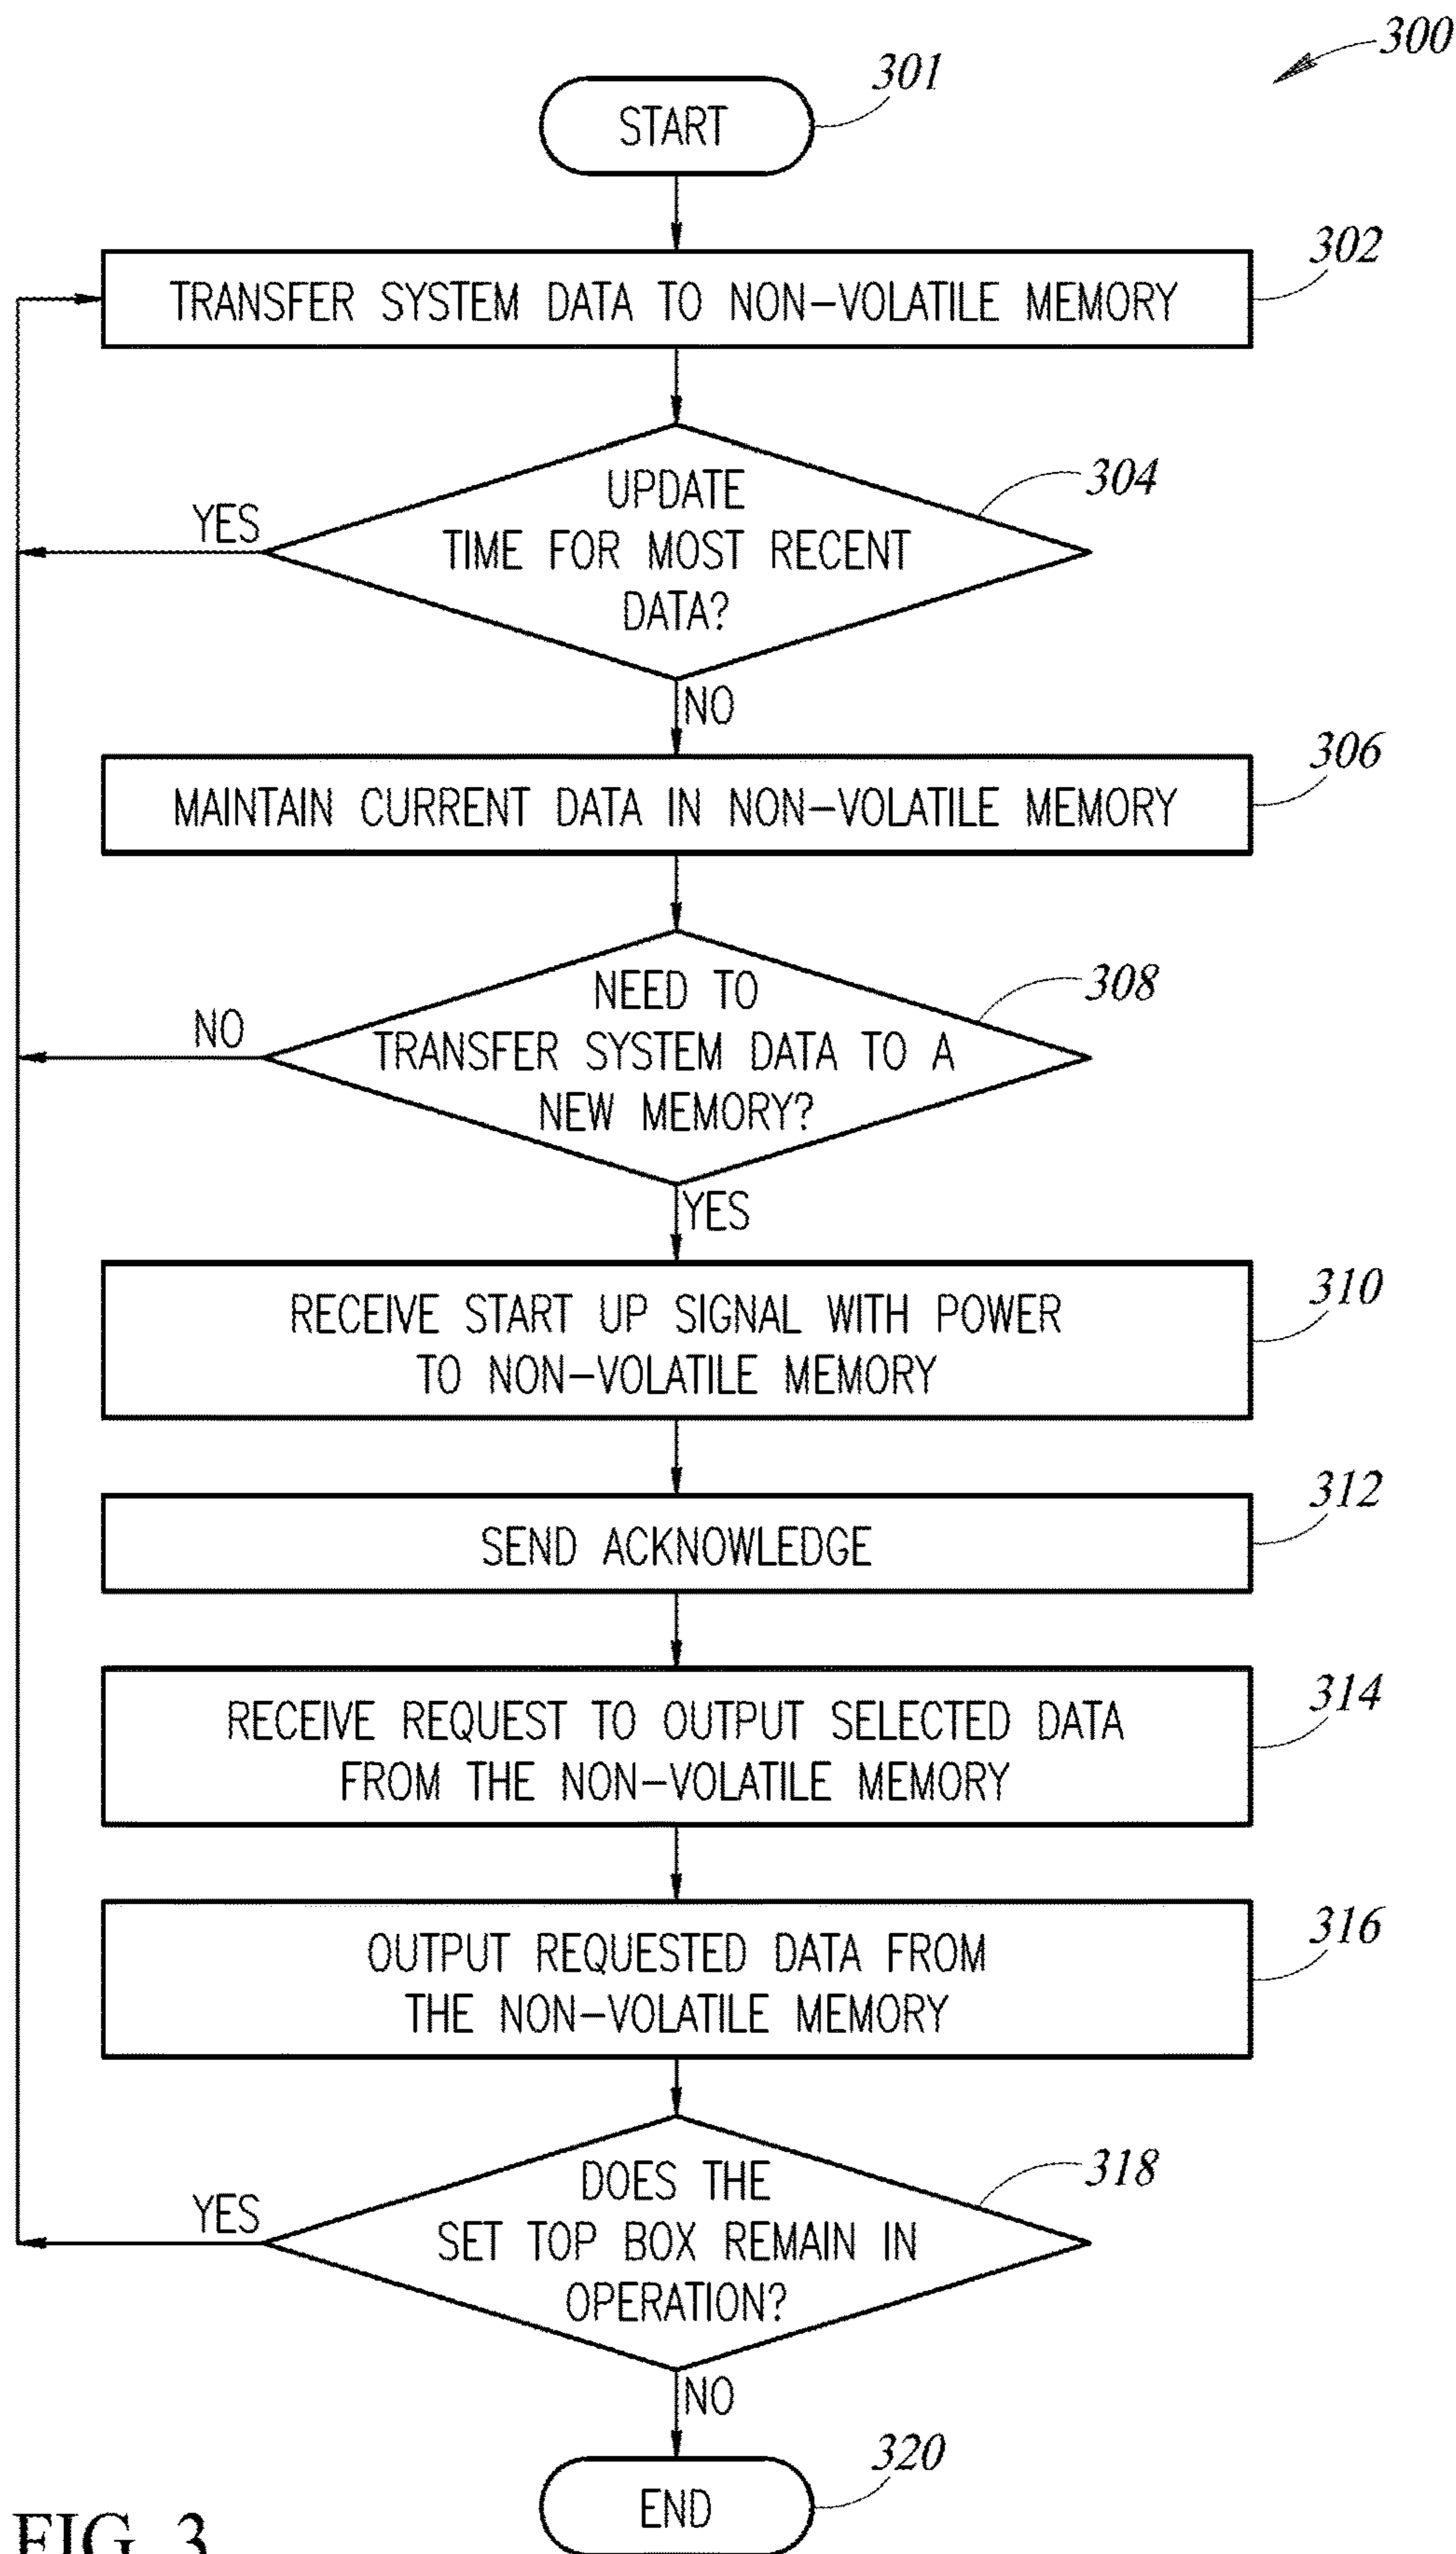 300
START
301
TRANSFER SYSTEM DATA TO NON-VOLATILE MEMORY
302
UPDATE
TIME FOR MOST RECENT
DATA?
304
YES
NO
MAINTAIN CURRENT DATA IN NON-VOLATILE MEMORY
306
NEED TO
TRANSFER SYSTEM DATA TO A
NEW MEMORY?
308
NO
YES
RECEIVE START UP SIGNAL WITH POWER
TO NON-VOLATILE MEMORY
310
SEND ACKNOWLEDGE
312
RECEIVE REQUEST TO OUTPUT SELECTED DATA
FROM THE NON-VOLATILE MEMORY
314
OUTPUT REQUESTED DATA FROM
THE NON-VOLATILE MEMORY
316
DOES THE
SET TOP BOX REMAIN IN
OPERATION?
318
YES
NO
END
320
FIG. 3